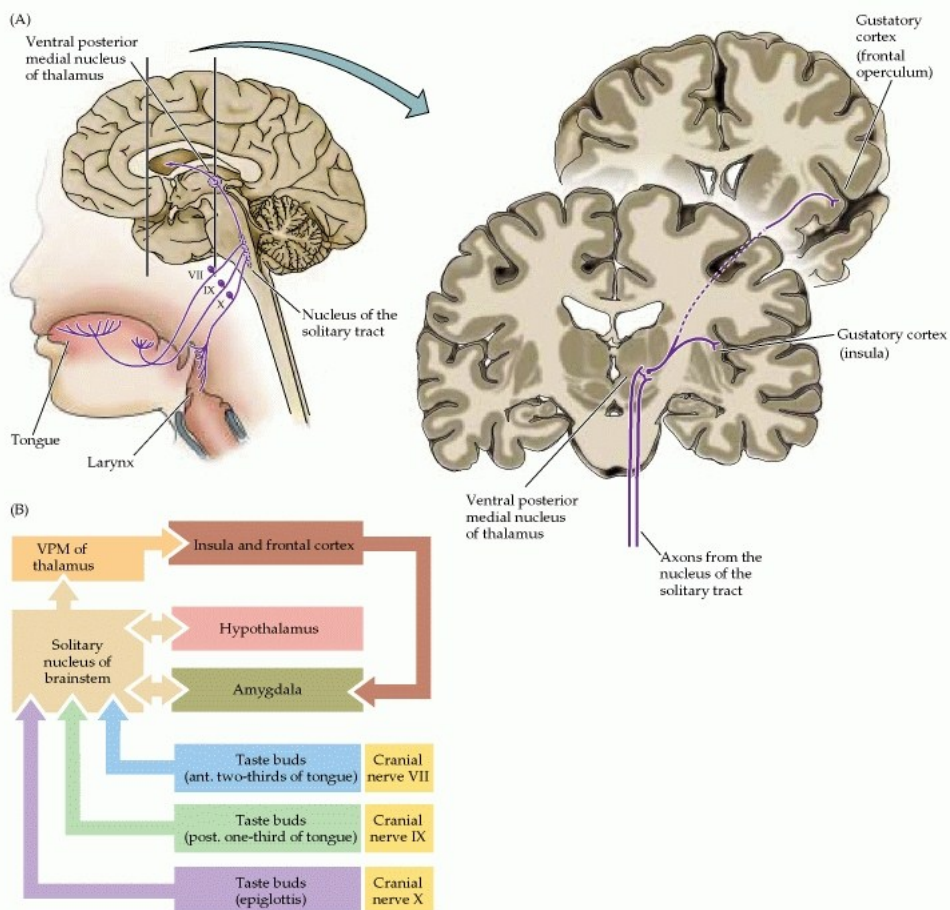 (A)
Ventral posterior
medial nucleus
of thalamus
VII
IX
X
Nucleus of the
solitary tract
Tongue
Larynx
Gustatory
cortex
(frontal
operculum)
Gustatory cortex
(insula)
Ventral posterior
medial nucleus
of thalamus
Axons from the
nucleus of the
solitary tract
(B)
VPM of
thalamus
Insula and frontal cortex
Solitary
nucleus of
brainstem
Hypothalamus
Amygdala
Taste buds
(ant. two-thirds of tongue)
Cranial
nerve VII
Taste buds
(post. one-third of tongue)
Cranial
nerve IX
Taste buds
(epiglottis)
Cranial
nerve X